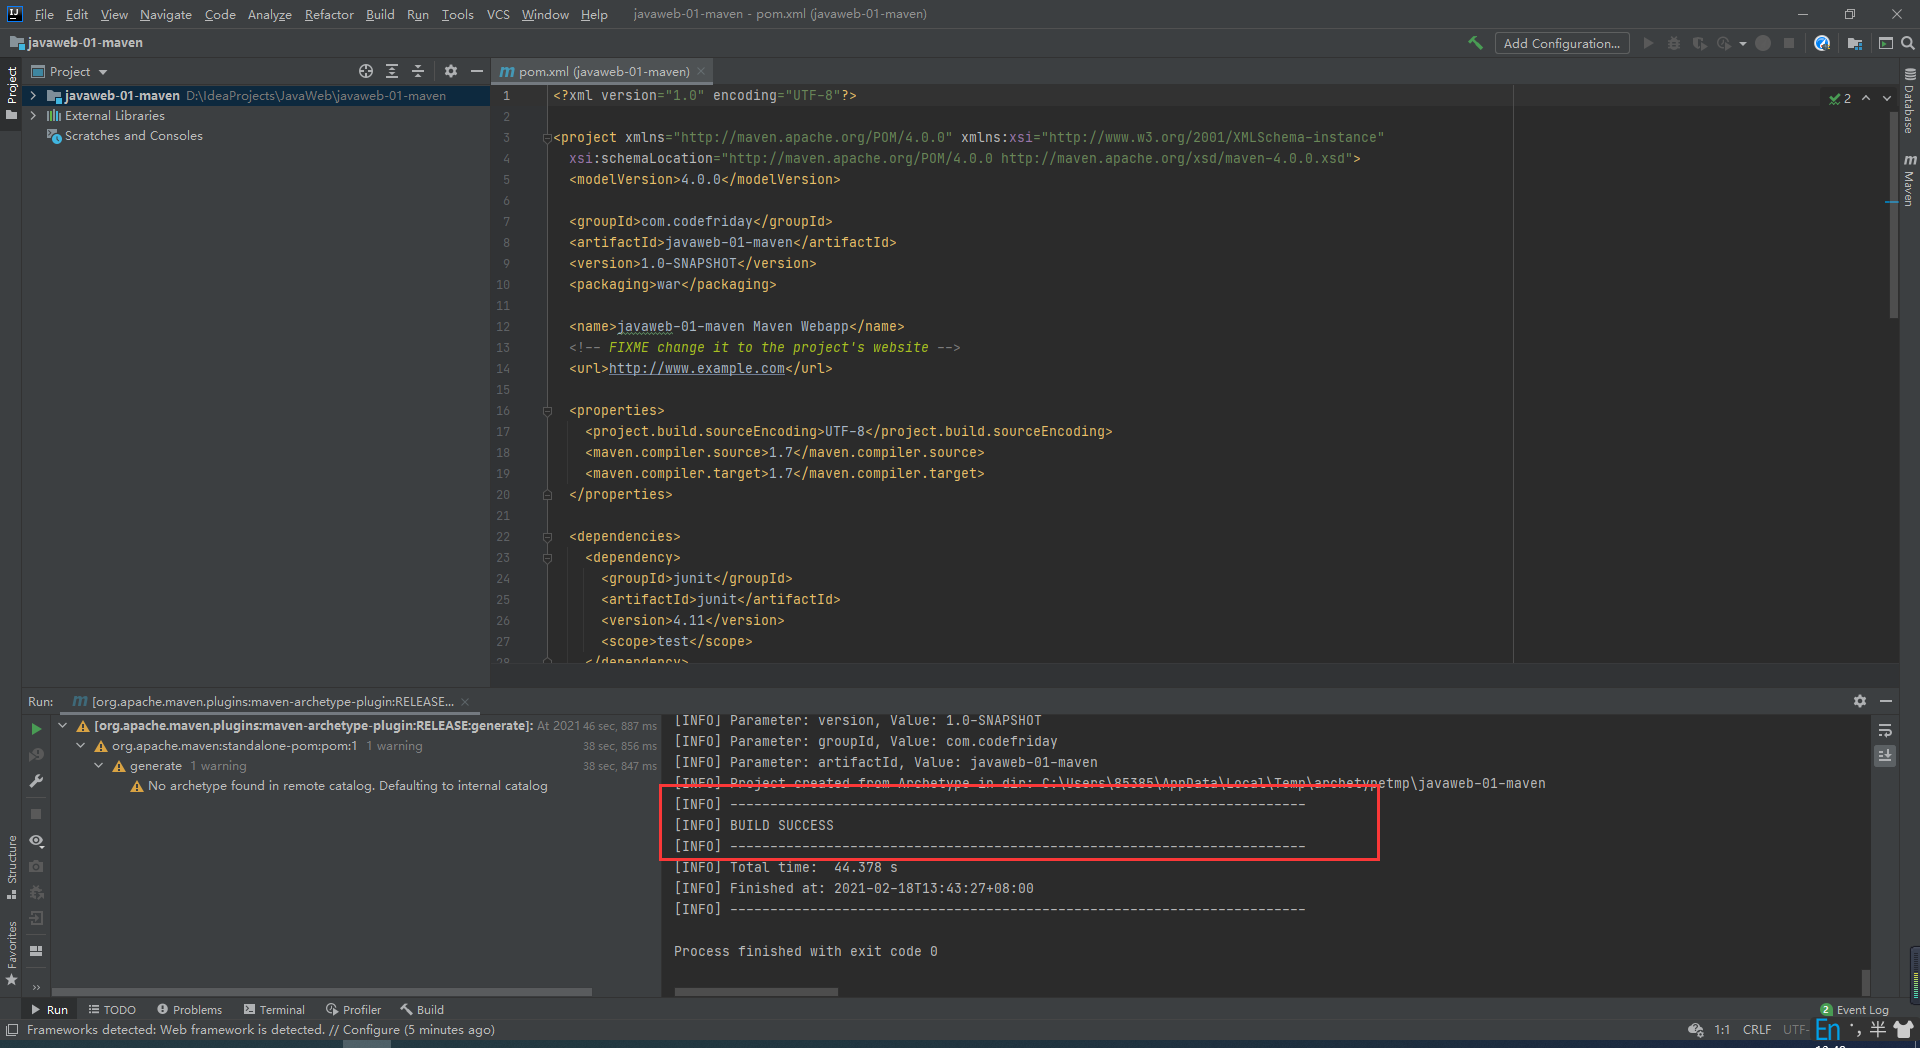 File Edit View Navigate Code Analyze Refactor Build Run Tools VCS Window Help javaweb-01-maven - pom.xml (javaweb-01-maven)
javaweb-01-maven
Add Configuration...
Project
Project
pom.xml (javaweb-01-maven)
javaweb-01-maven D:\IdeaProjects\JavaWeb\javaweb-01-maven
External Libraries
Scratches and Consoles
1 <?xml version="1.0" encoding="UTF-8"?>
2
3 <project xmlns="http://maven.apache.org/POM/4.0.0" xmlns:xsi="http://www.w3.org/2001/XMLSchema-instance"
4 xsi:schemaLocation="http://maven.apache.org/POM/4.0.0 http://maven.apache.org/xsd/maven-4.0.0.xsd">
5 <modelVersion>4.0.0</modelVersion>
6
7 <groupId>com.codefriday</groupId>
8 <artifactId>javaweb-01-maven</artifactId>
9 <version>1.0-SNAPSHOT</version>
10 <packaging>war</packaging>
11
12 <name>javaweb-01-maven Maven Webapp</name>
13 <!-- FIXME change it to the project's website -->
14 <url>http://www.example.com</url>
15
16 <properties>
17 <project.build.sourceEncoding>UTF-8</project.build.sourceEncoding>
18 <maven.compiler.source>1.7</maven.compiler.source>
19 <maven.compiler.target>1.7</maven.compiler.target>
20 </properties>
21
22 <dependencies>
23 <dependency>
24 <groupId>junit</groupId>
25 <artifactId>junit</artifactId>
26 <version>4.11</version>
27 <scope>test</scope>
28 </dependency>
2
Database
Maven
Run: [org.apache.maven.plugins:maven-archetype-plugin:RELEASE...
[org.apache.maven.plugins:maven-archetype-plugin:RELEASE:generate]: At 2021 46 sec, 887 ms
org.apache.maven:standalone-pom:pom:1 1 warning 38 sec, 856 ms
generate 1 warning 38 sec, 847 ms
No archetype found in remote catalog. Defaulting to internal catalog
[INFO] Parameter: version, Value: 1.0-SNAPSHOT
[INFO] Parameter: groupId, Value: com.codefriday
[INFO] Parameter: artifactId, Value: javaweb-01-maven
[INFO] Project created from Archetype in dir: C:\Users\85385\AppData\Local\Temp\archetypetmp\javaweb-01-maven
[INFO] ------------------------------------------------------------------------
[INFO] BUILD SUCCESS
[INFO] ------------------------------------------------------------------------
[INFO] Total time:  44.378 s
[INFO] Finished at: 2021-02-18T13:43:27+08:00
[INFO] ------------------------------------------------------------------------
Process finished with exit code 0
Structure
Favorites
Run TODO Problems Terminal Profiler Build 2 Event Log
Frameworks detected: Web framework is detected. // Configure (5 minutes ago) 1:1 CRLF UTF- En 半